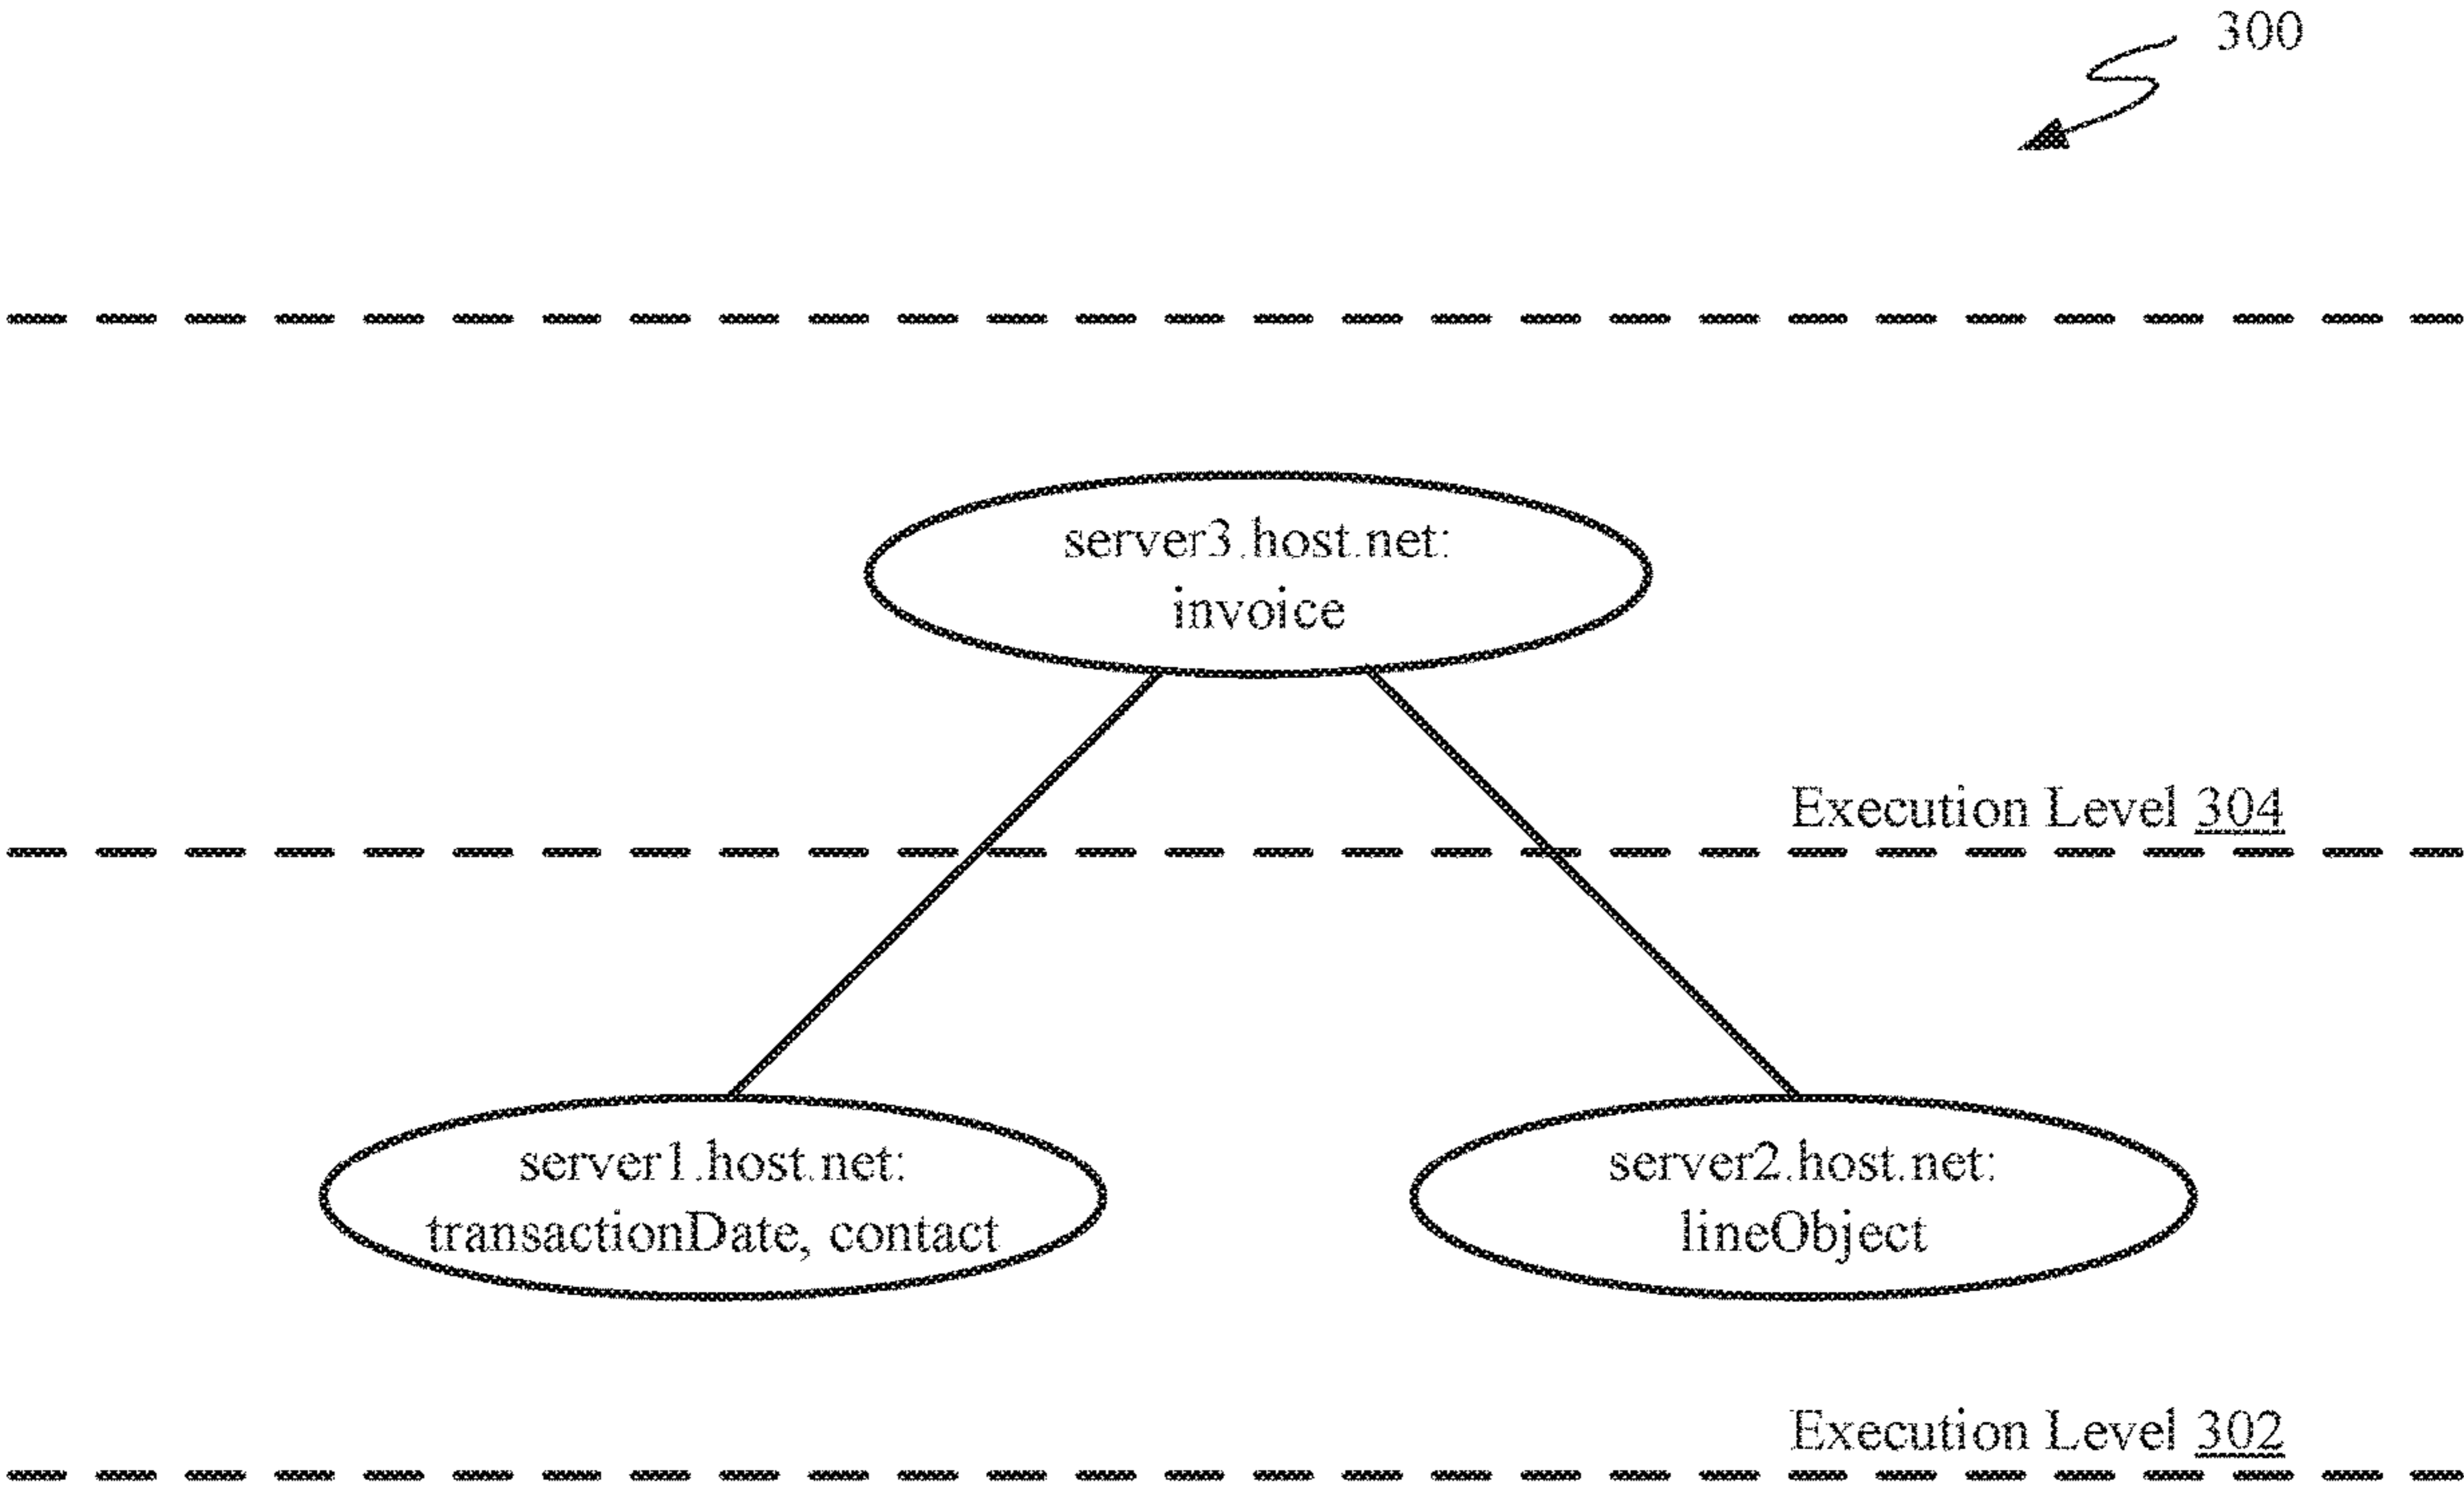 300
server3.host.net:
invoice
Execution Level 304
server1.host.net:
transactionDate, contact
server2.host.net:
lineObject
Execution Level 302